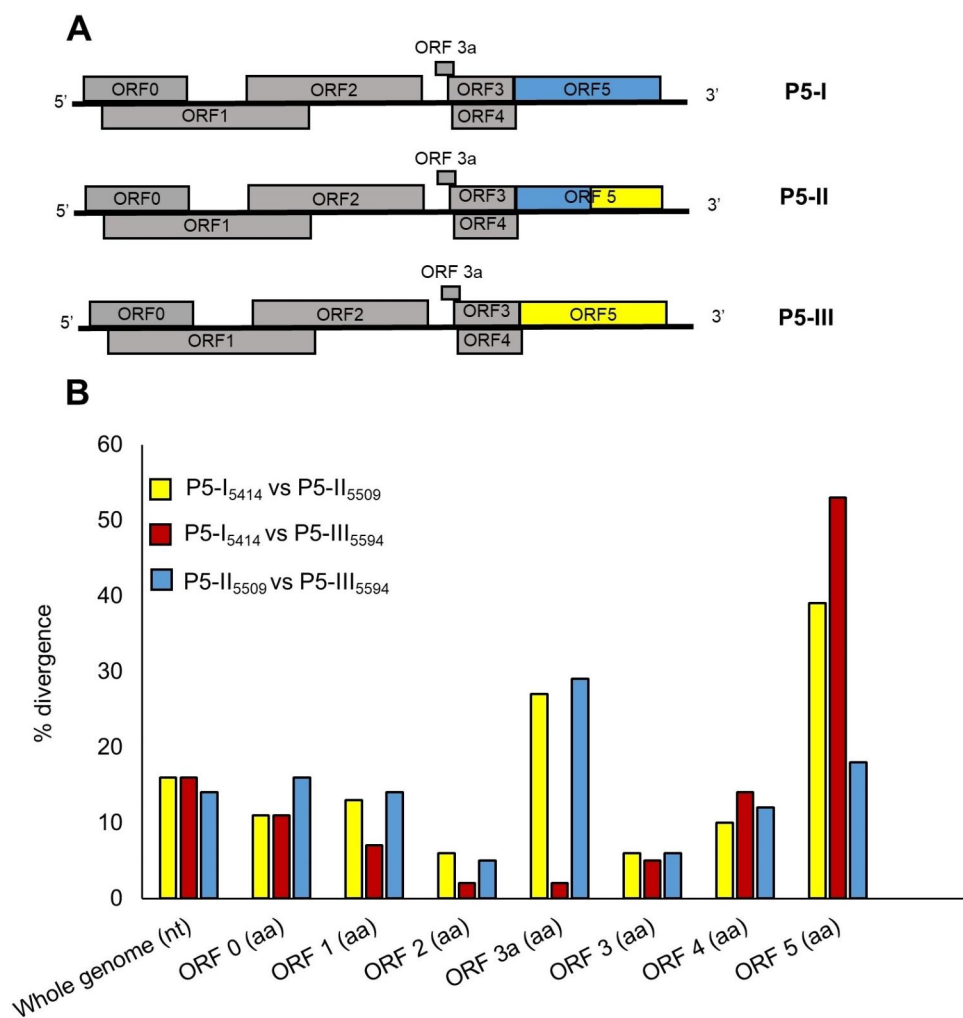 A
ORF 3a
ORF0 ORF2 ORF3 ORF5
5’ 3’ P5-I
ORF1 ORF4
ORF 3a
ORF0 ORF2 ORF3 ORF 5
5’ 3’ P5-II
ORF1 ORF4
ORF 3a
ORF0 ORF2 ORF3 ORF5
5’ 3’ P5-III
ORF1 ORF4
B
60
50
40
30
20
10
0
% divergence
P5-I5414 vs P5-II5509
P5-I5414 vs P5-III5594
P5-II5509 vs P5-III5594
Whole genome (nt)
ORF 0 (aa)
ORF 1 (aa)
ORF 2 (aa)
ORF 3a (aa)
ORF 3 (aa)
ORF 4 (aa)
ORF 5 (aa)